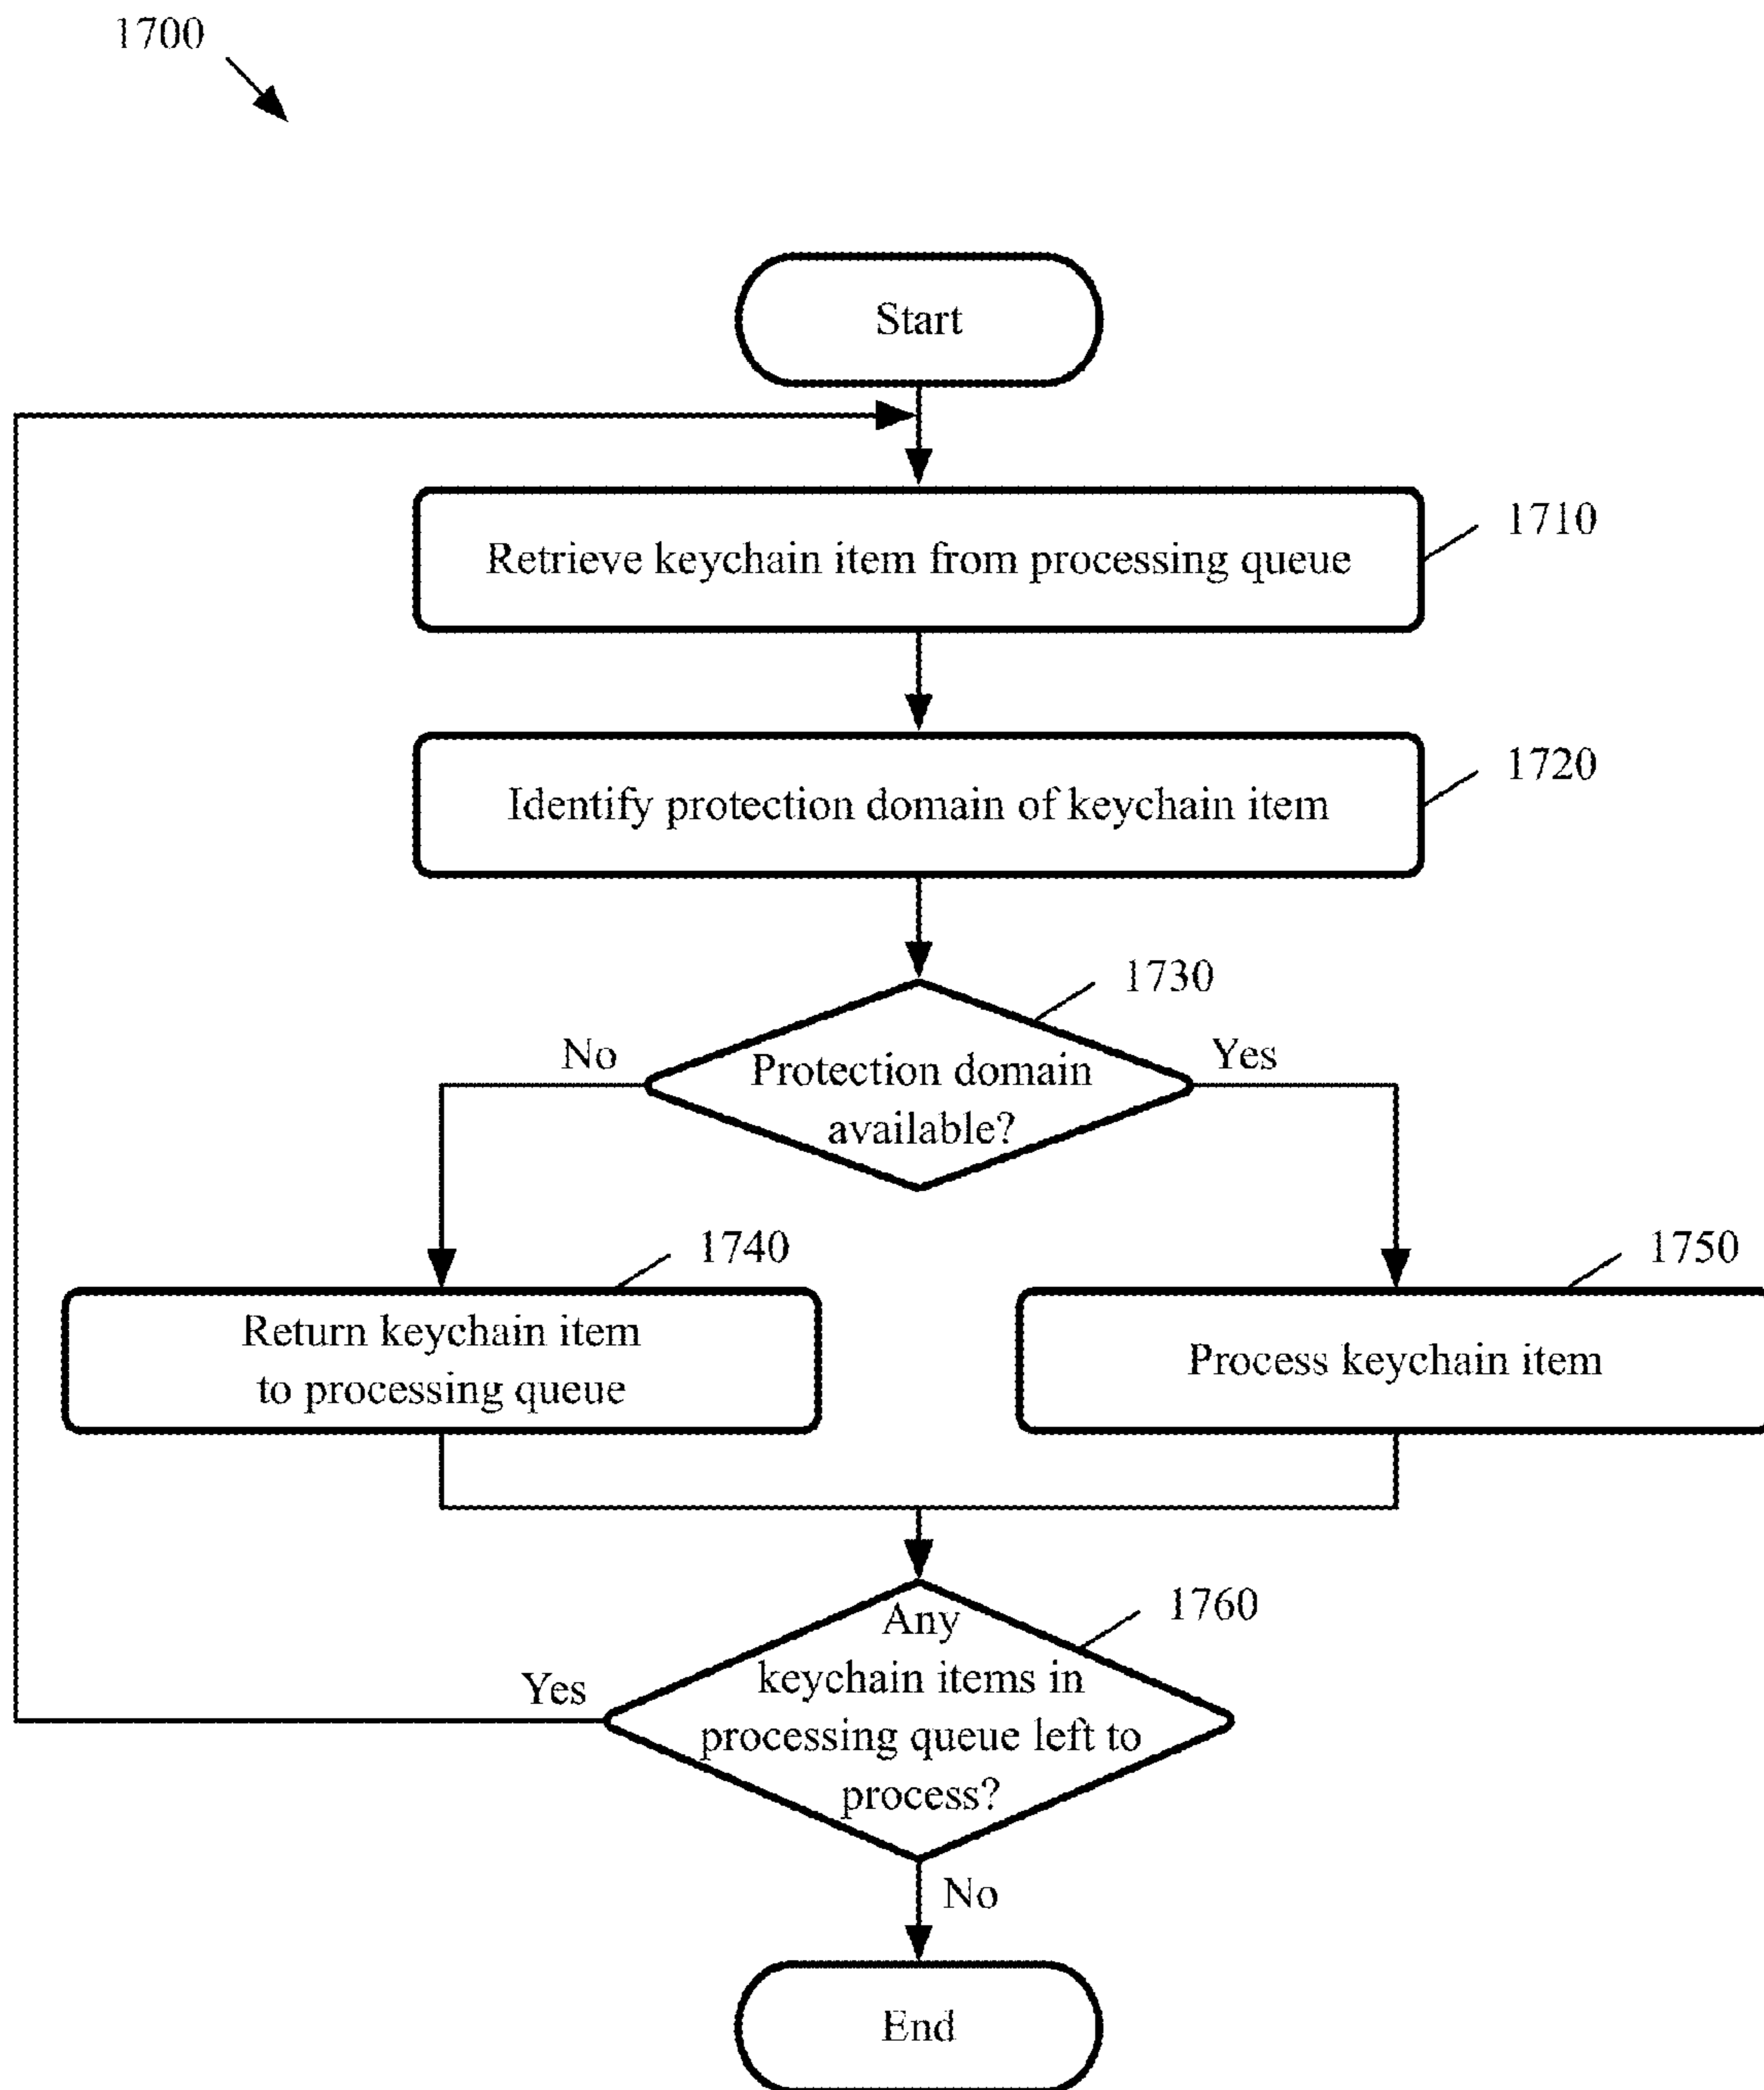 1700
Start
Retrieve keychain item from processing queue
1710
Identify protection domain of keychain item
1720
1730
No
Yes
Protection domain
available?
1740
1750
Return keychain item
to processing queue
Process keychain item
1760
Any
keychain items in
processing queue left to
process?
Yes
No
End